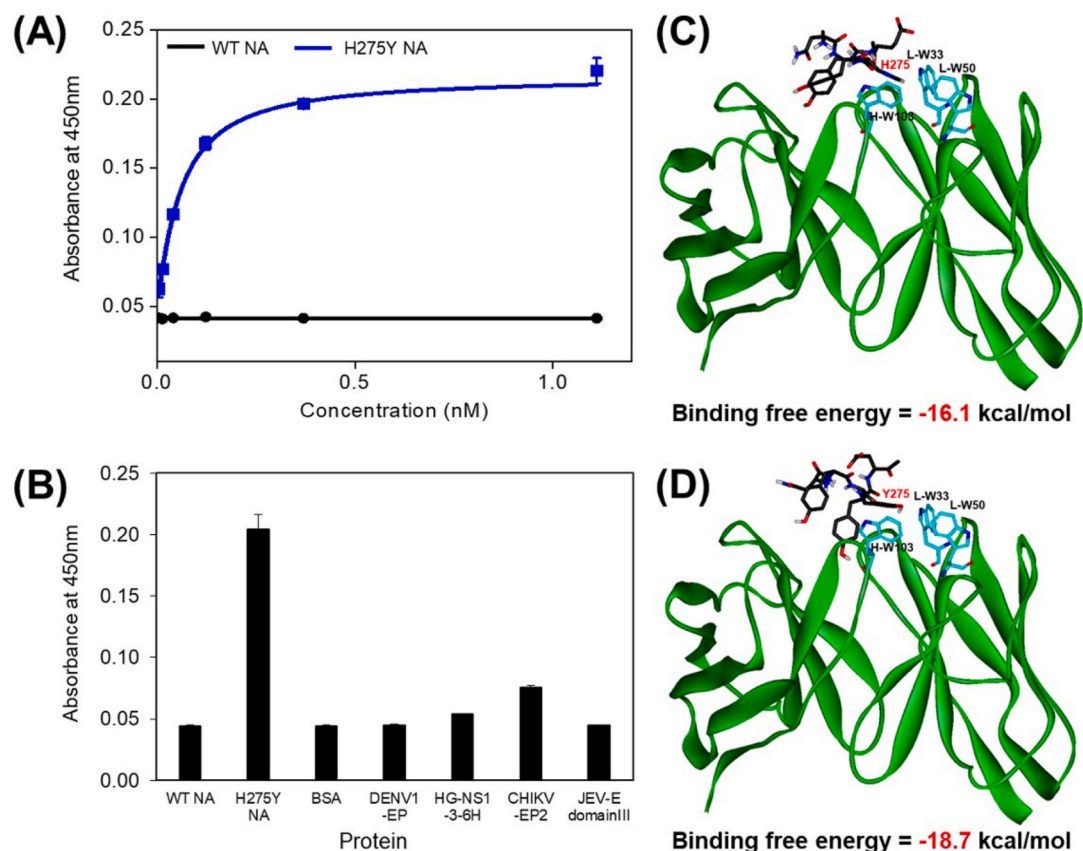 (A)
WT NA
H275Y NA
Absorbance at 450nm
0.25
0.20
0.15
0.10
0.05
0.0
0.5
1.0
Concentration (nM)
(B)
Absorbance at 450nm
0.25
0.20
0.15
0.10
0.05
0.00
WT NA
H275Y
NA
BSA
DENV1
-EP
HG-NS1
-3-6H
CHIKV
-EP2
JEV-E
domainIII
Protein
(C)
H275
L-W33
L-W50
H-W103
Binding free energy = -16.1 kcal/mol
(D)
Y275
L-W33
L-W50
H-W103
Binding free energy = -18.7 kcal/mol